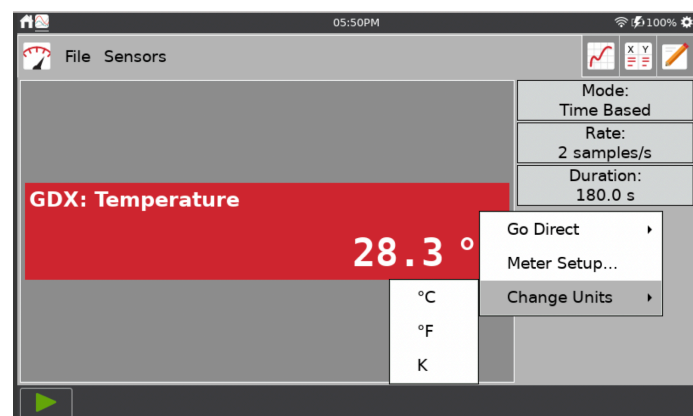 05:50PM
100%
File Sensors
X Y
Mode:
Time Based
Rate:
2 samples/s
Duration:
180.0 s
GDX: Temperature
28.3 °
Go Direct
Meter Setup...
Change Units
°C
°F
K